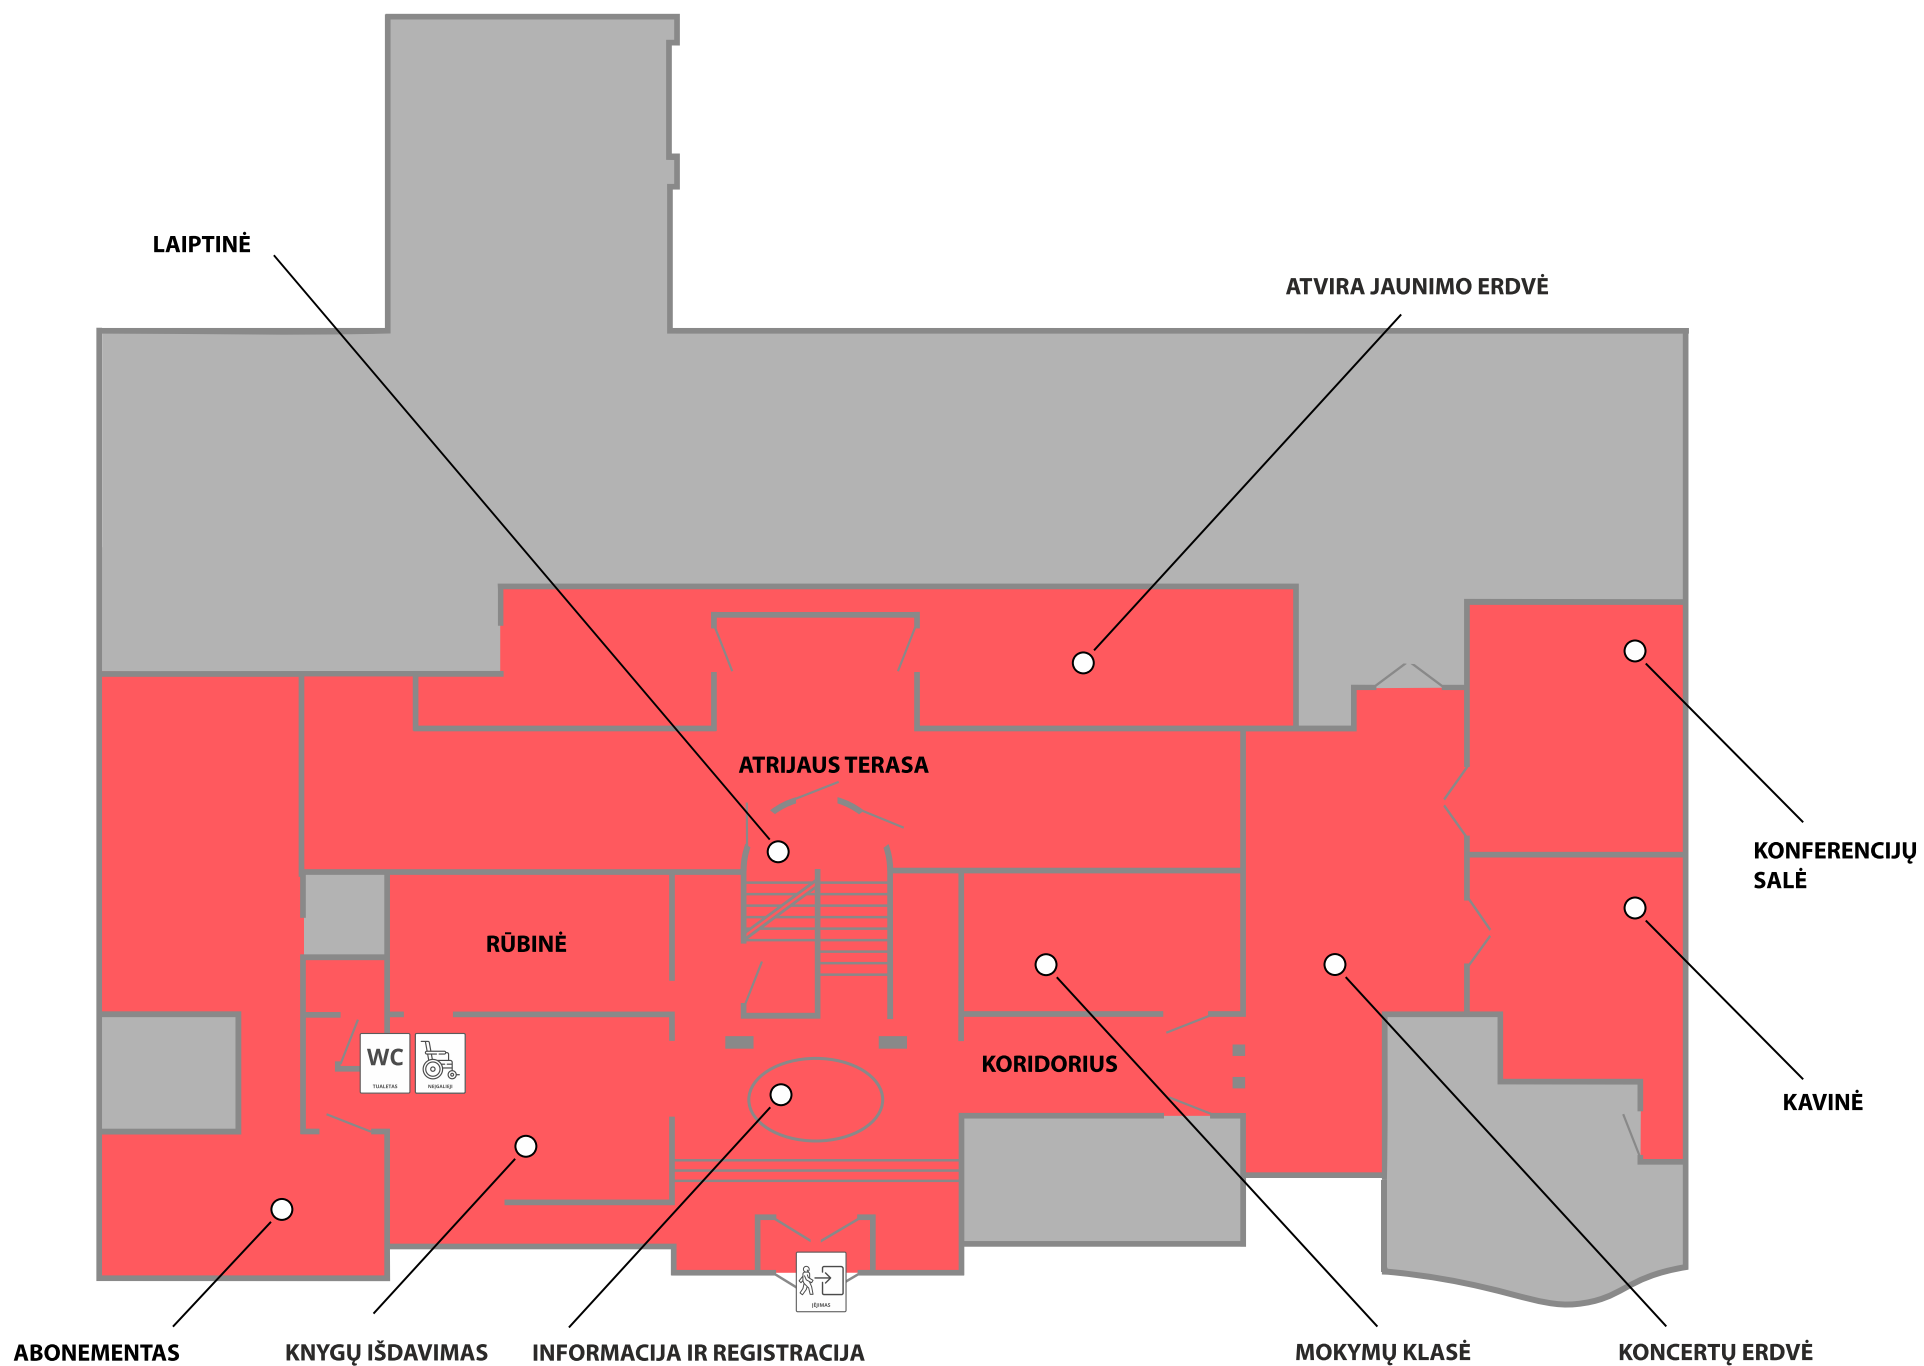 LAIPTINĖ
ATVIRA JAUNIMO ERDVĖ
ATRIJAUS TERASA
KONFERENCIJŲ
SALĖ
RŪBINĖ
WC
TUALETAS
NEĮGALIEJI
KORIDORIUS
KAVINĖ
ĮĖJIMAS
ABONEMENTAS
KNYGŲ IŠDAVIMAS
INFORMACIJA IR REGISTRACIJA
MOKYMŲ KLASĖ
KONCERTŲ ERDVĖ